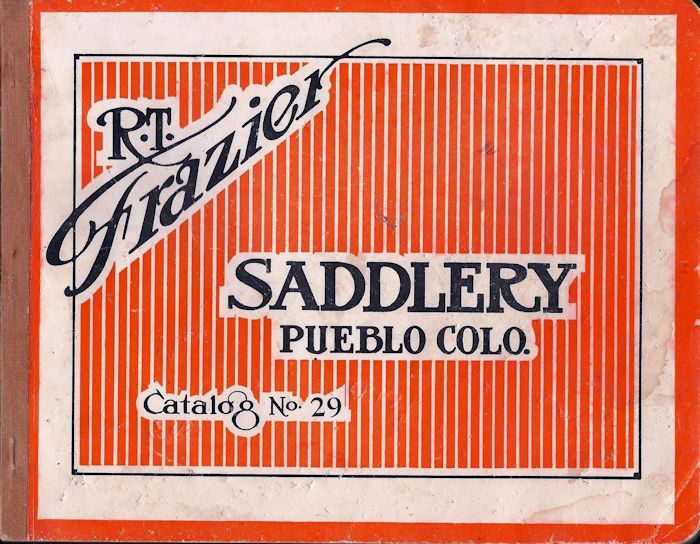 R.T.
Frazier
SADDLERY
PUEBLO COLO.
Catalog No. 29